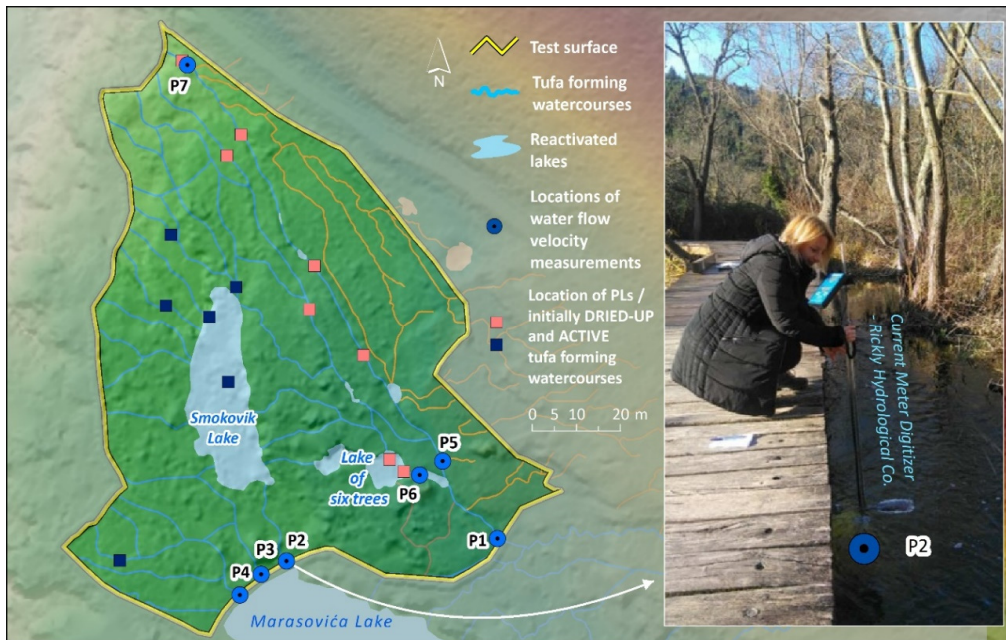 Test surface
Tufa forming
watercourses
Reactivated
lakes
Locations of
water flow
velocity
measurements
Location of PLs /
initially DRIED-UP
and ACTIVE
tufa forming
watercourses
0 5 10 20 m
N
P7
Smokovik
Lake
Lake
of
six trees
P5
P6
P1
P2
P3
P4
Marasovića Lake
Current Meter Digitizer
- Rickly Hydrological Co.
P2